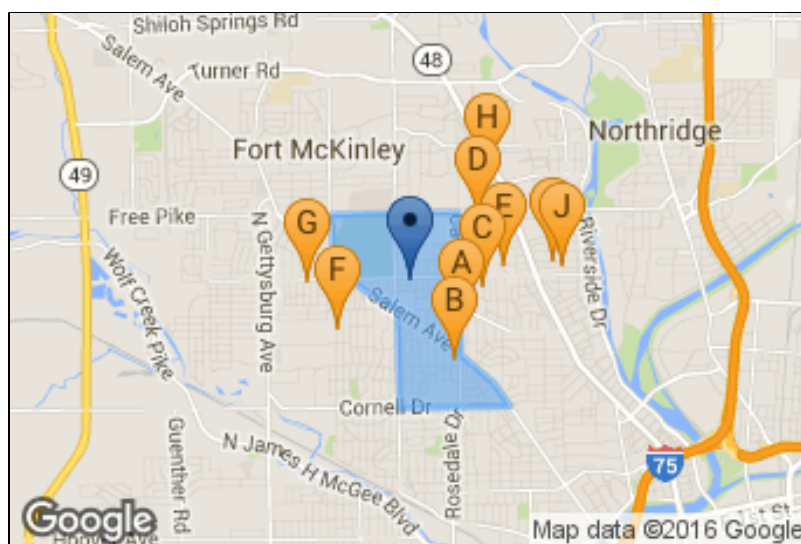 Shiloh Springs Rd
Salem Ave
Turner Rd
48
H
Northridge
Fort McKinley
D
49
Free Pike
G
C
E
J
N Gettysburg Ave
Wolf Creek Pike
Riverside Dr
F
A
B
Salem Ave
Cornell Dr
Guenther Rd
N James H McGee Blvd
Rosedale Dr
75
Google
Map data ©2016 Google